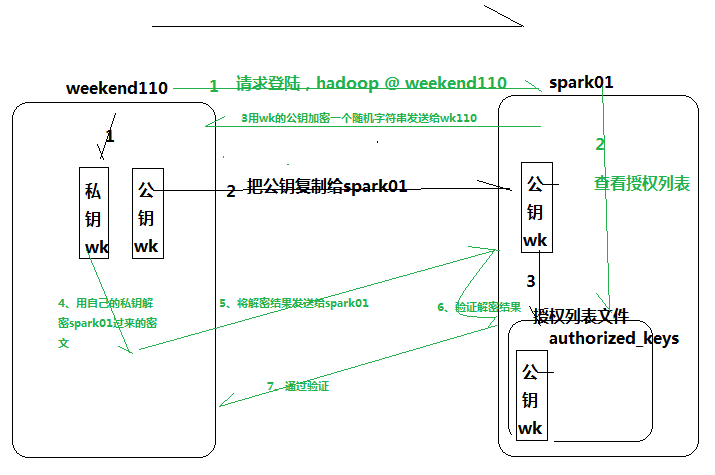 weekend110
1
请求登陆，hadoop @ weekend110
spark01
3用wk的公钥加密一个随机字符串发送给wk110
1
2
私
钥
wk
公
钥
wk
2
把公钥复制给spark01
公
钥
wk
查看授权列表
3
4、用自己的私钥解
密spark01过来的密
文
5、将解密结果发送给spark01
6、验证解密结果
授权列表文件
authorized_keys
公
钥
wk
7、通过验证